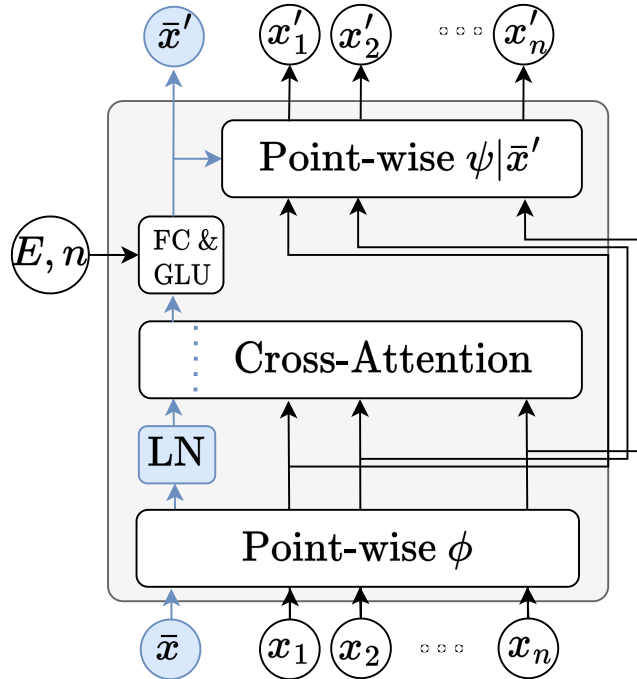 x̄′ x′₁ x′₂ ∘∘∘ x′ₙ
Point-wise ψ|x̄′
E, n
FC &
GLU
Cross-Attention
LN
Point-wise ϕ
x̄ x₁ x₂ ∘∘∘ xₙ